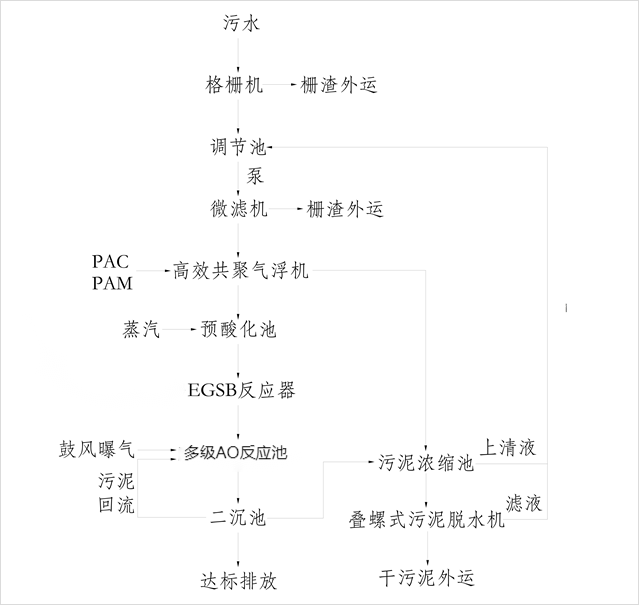 污水
格栅机
栅渣外运
调节池
泵
微滤机
栅渣外运
PAC
PAM
高效共聚气浮机
蒸汽
预酸化池
EGSB反应器
鼓风曝气
多级AO反应池
污泥
回流
污泥浓缩池
上清液
二沉池
叠螺式污泥脱水机
滤液
达标排放
干污泥外运